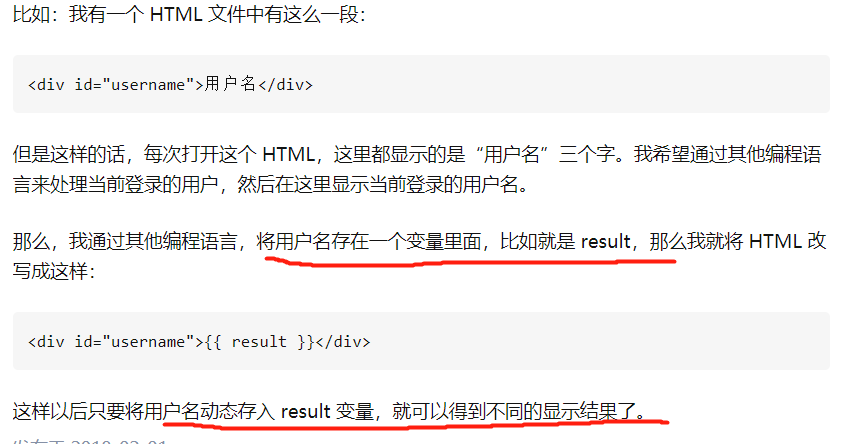 比如：我有一个 HTML 文件中有这么一段：
<div id="username">用户名</div>
但是这样的话，每次打开这个 HTML，这里都显示的是“用户名”三个字。我希望通过其他编程语
言来处理当前登录的用户，然后在这里显示当前登录的用户名。
那么，我通过其他编程语言，将用户名存在一个变量里面，比如就是 result，那么我就将 HTML 改
写成这样：
<div id="username">{{ result }}</div>
这样以后只要将用户名动态存入 result 变量，就可以得到不同的显示结果了。